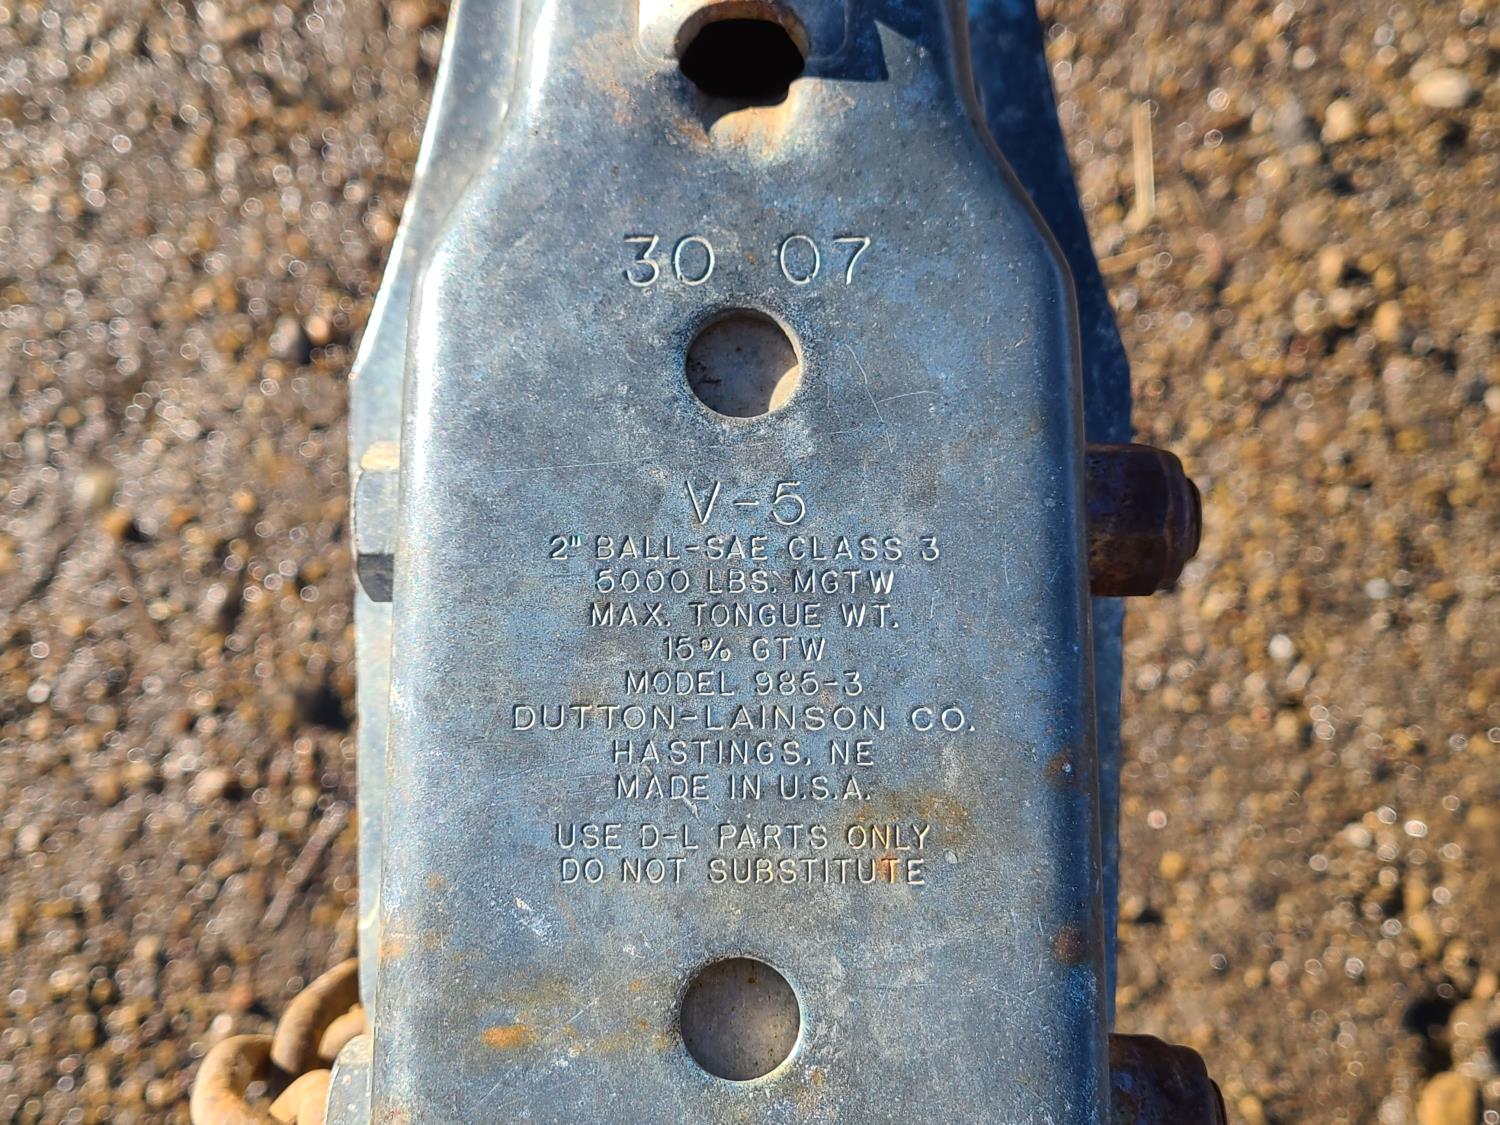 30 07
V-5
2" BALL-SAE CLASS 3
5000 LBS. MGTW
MAX. TONGUE WT.
15% GTW
MODEL 985-3
DUTTON-LAINSON CO.
HASTINGS, NE
MADE IN U.S.A.
USE D-L PARTS ONLY
DO NOT SUBSTITUTE